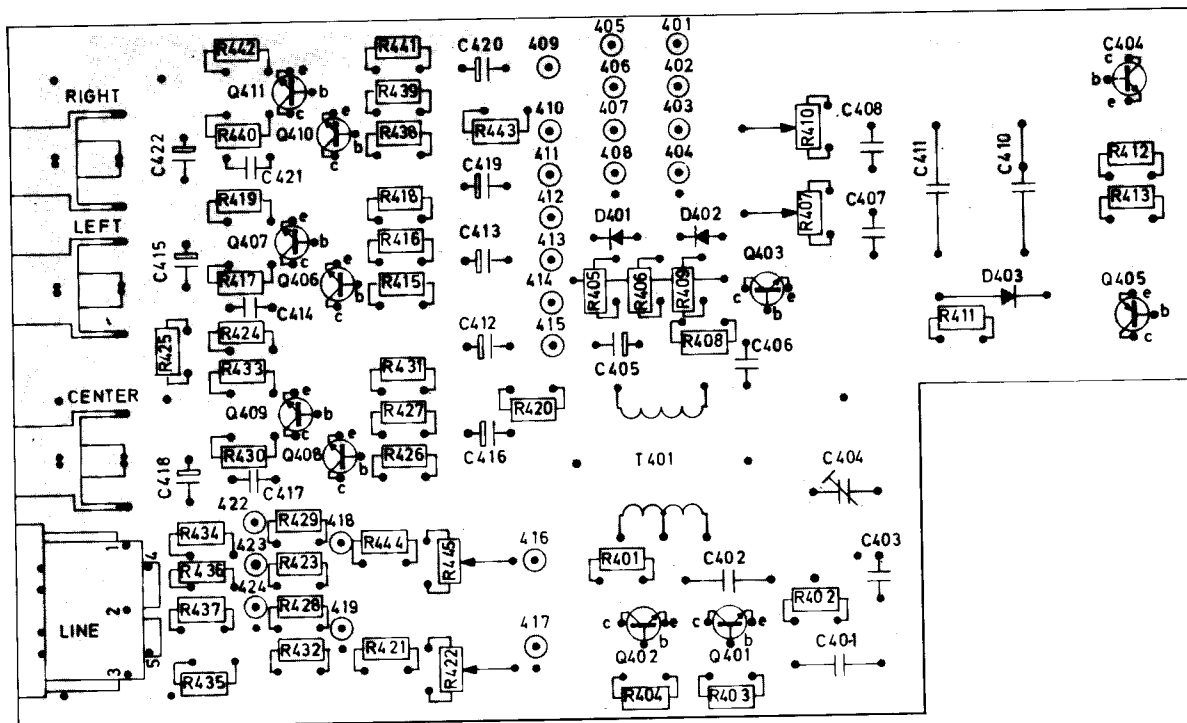 R442
Q411
b
c
RIGHT
R440
Q410
e
b
c
C422
C421
R441
R439
R438
C420
409
R443
410
C419
411
405
401
406
402
407
403
408
404
R410
C408
C411
C410
C404
c
b
e
R412
R413
R419
LEFT
Q407
e
b
c
C415
R417
Q406
e
b
c
C414
R418
R416
R415
C413
412
413
414
415
D401
D402
R405
R406
R409
Q403
c
e
b
R407
C407
D403
R411
Q405
e
b
c
R425
R424
R433
C412
C405
R408
C406
CENTER
Q409
e
b
c
R430
Q408
e
b
c
C418
C417
R431
R427
R426
R420
C416
T401
C404
422
R429
418
R434
423
R444
R445
416
R401
C402
C403
1
4
R436
R423
424
R402
2
R437
R428
419
LINE
R432
R421
R422
417
c
e
b
Q402
c
e
b
Q401
C401
3
5
R435
R404
R403